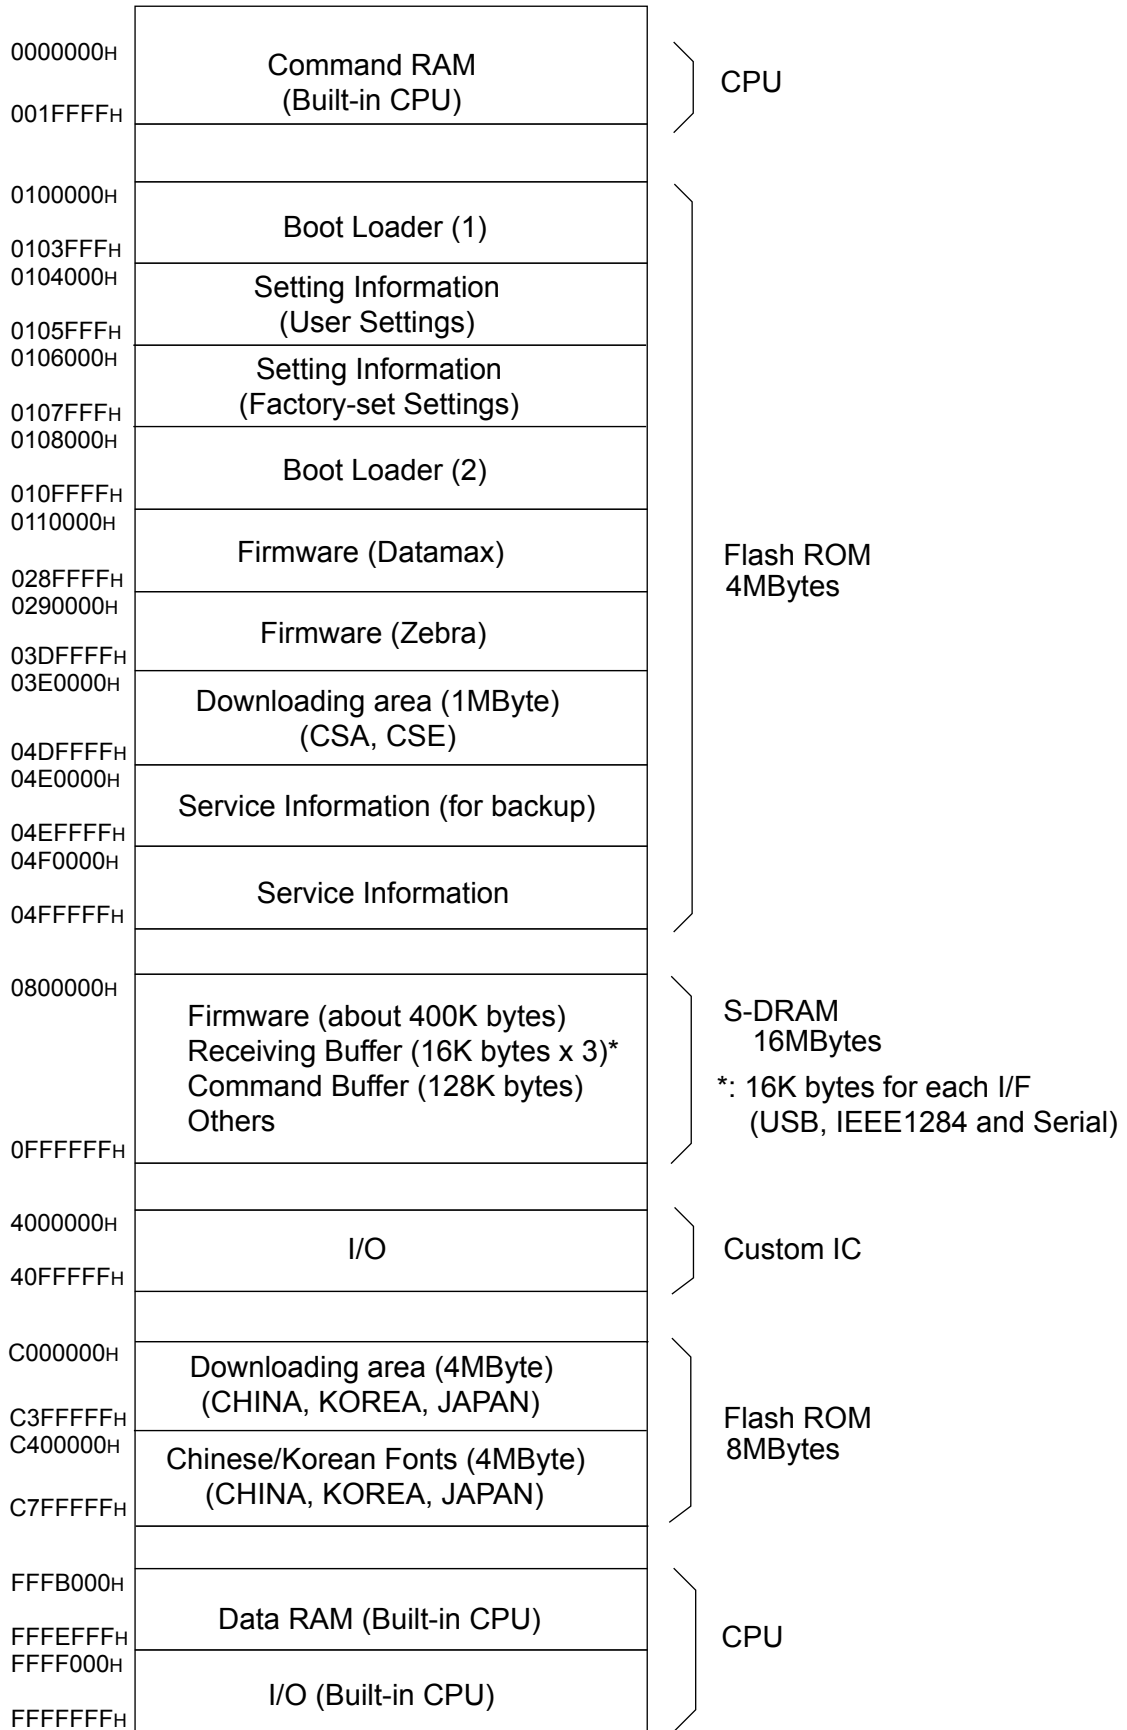 0000000H
Command RAM
(Built-in CPU)
CPU
001FFFFH
0100000H
Boot Loader (1)
0103FFFH
0104000H
Setting Information
(User Settings)
0105FFFH
0106000H
Setting Information
(Factory-set Settings)
0107FFFH
0108000H
Boot Loader (2)
010FFFFH
0110000H
Firmware (Datamax)
028FFFFH
0290000H
Firmware (Zebra)
03DFFFFH
03E0000H
Downloading area (1MByte)
(CSA, CSE)
04DFFFFH
04E0000H
Service Information (for backup)
04EFFFFH
04F0000H
Service Information
04FFFFFH
Flash ROM
4MBytes
0800000H
Firmware (about 400K bytes)
Receiving Buffer (16K bytes x 3)*
Command Buffer (128K bytes)
Others
0FFFFFFH
S-DRAM
16MBytes
*: 16K bytes for each I/F
(USB, IEEE1284 and Serial)
4000000H
I/O
40FFFFFH
Custom IC
C000000H
Downloading area (4MByte)
(CHINA, KOREA, JAPAN)
C3FFFFFH
C400000H
Chinese/Korean Fonts (4MByte)
(CHINA, KOREA, JAPAN)
C7FFFFFH
Flash ROM
8MBytes
FFFB000H
Data RAM (Built-in CPU)
FFFEFFFH
FFFF000H
I/O (Built-in CPU)
FFFFFFFH
CPU